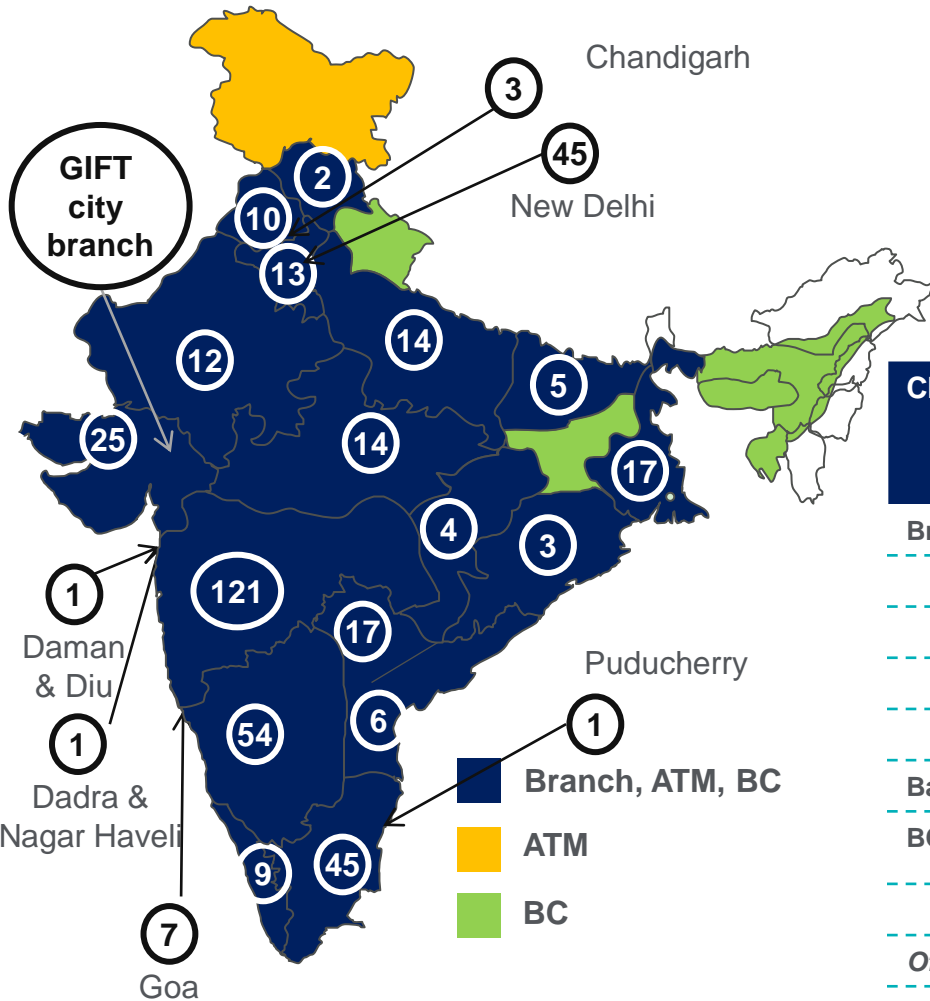 Chandigarh
3
45
New Delhi
GIFT
city
branch
2
10
13
12
14
5
25
14
17
4
3
121
1
Daman
& Diu
17
Puducherry
1
54
6
1
Dadra &
Nagar Haveli
Branch, ATM, BC
ATM
BC
9
45
7
Goa